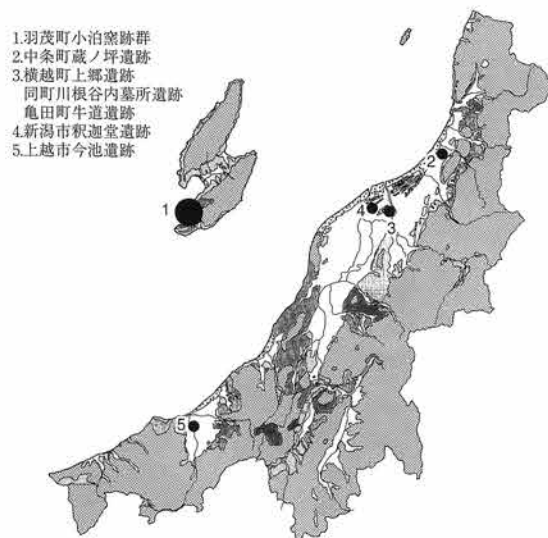 1.羽茂町小泊窯跡群
2.中条町蔵ノ坪遺跡
3.横越町上郷遺跡
同町川根谷内墓所遺跡
亀田町牛道遺跡
4.新潟市釈迦堂遺跡
5.上越市今池遺跡
1
2
4
3
5